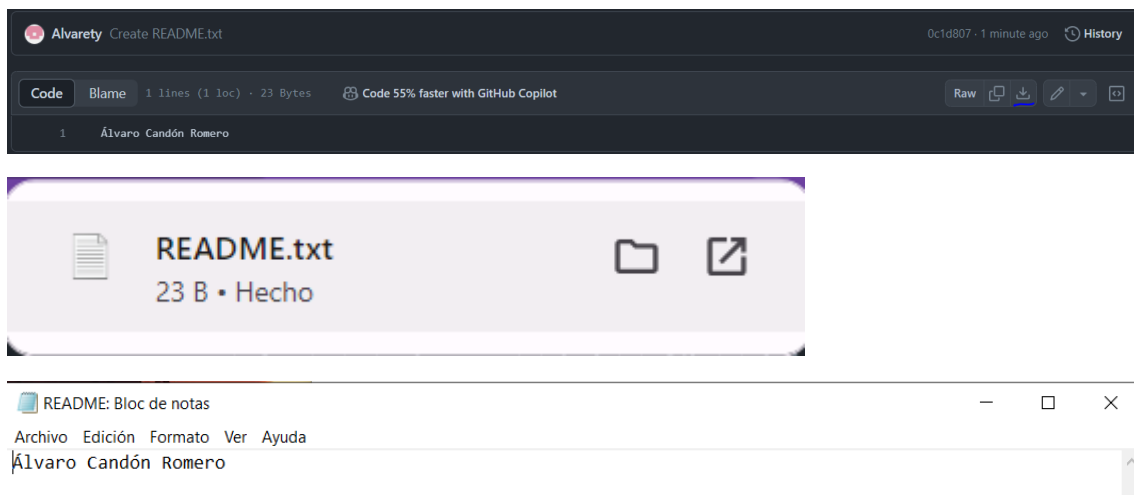 Alvarety Create README.txt 0c1d807 · 1 minute ago History
Code Blame 1 lines (1 loc) · 23 Bytes Code 55% faster with GitHub Copilot Raw
1 Álvaro Candón Romero
README.txt
23 B • Hecho
README: Bloc de notas
Archivo Edición Formato Ver Ayuda
Álvaro Candón Romero